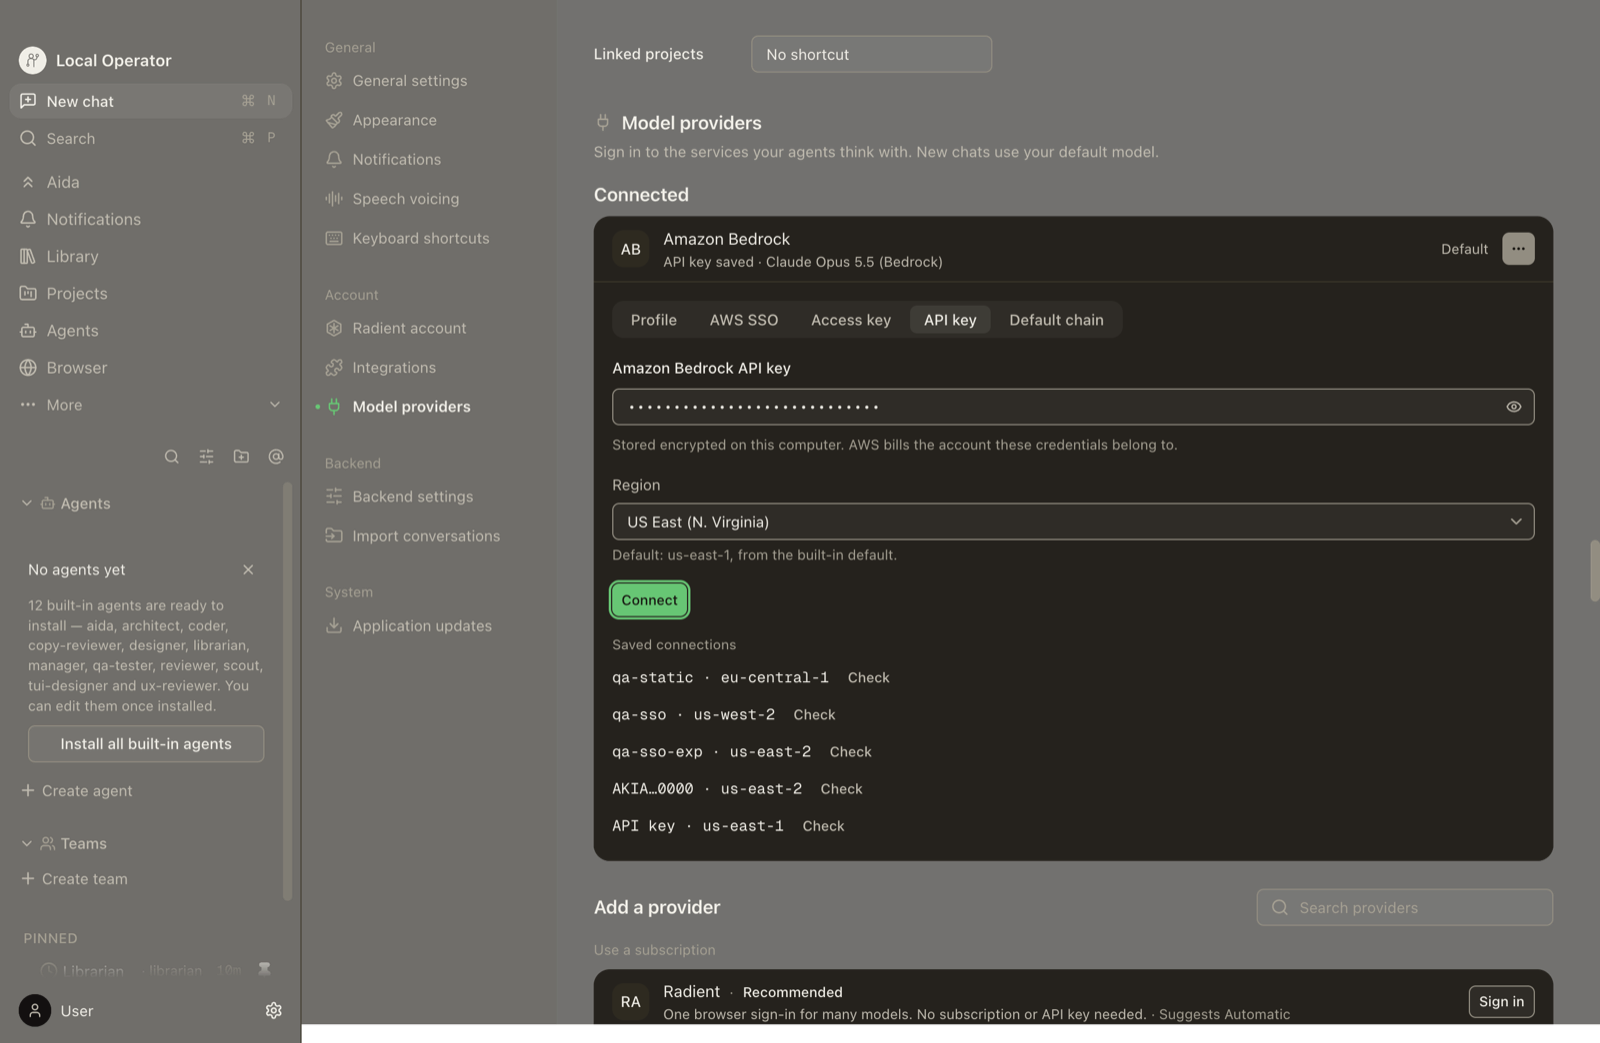 Local Operator
New chat ⌘ N
Search ⌘ P
Aida
Notifications
Library
Projects
Agents
Browser
More
Agents
No agents yet
12 built-in agents are ready to
install — aida, architect, coder,
copy-reviewer, designer, librarian,
manager, qa-tester, reviewer, scout,
tui-designer and ux-reviewer. You
can edit them once installed.
Install all built-in agents
Create agent
Teams
Create team
PINNED
Librarian · librarian 10m
User
General
General settings
Appearance
Notifications
Speech voicing
Keyboard shortcuts
Account
Radient account
Integrations
Model providers
Backend
Backend settings
Import conversations
System
Application updates
Linked projects No shortcut
Model providers
Sign in to the services your agents think with. New chats use your default model.
Connected
AB Amazon Bedrock
API key saved · Claude Opus 5.5 (Bedrock)
Default
Profile AWS SSO Access key API key Default chain
Amazon Bedrock API key
Stored encrypted on this computer. AWS bills the account these credentials belong to.
Region
US East (N. Virginia)
Default: us-east-1, from the built-in default.
Connect
Saved connections
qa-static · eu-central-1 Check
qa-sso · us-west-2 Check
qa-sso-exp · us-east-2 Check
AKIA…0000 · us-east-2 Check
API key · us-east-1 Check
Add a provider
Search providers
Use a subscription
RA Radient · Recommended
One browser sign-in for many models. No subscription or API key needed. · Suggests Automatic
Sign in